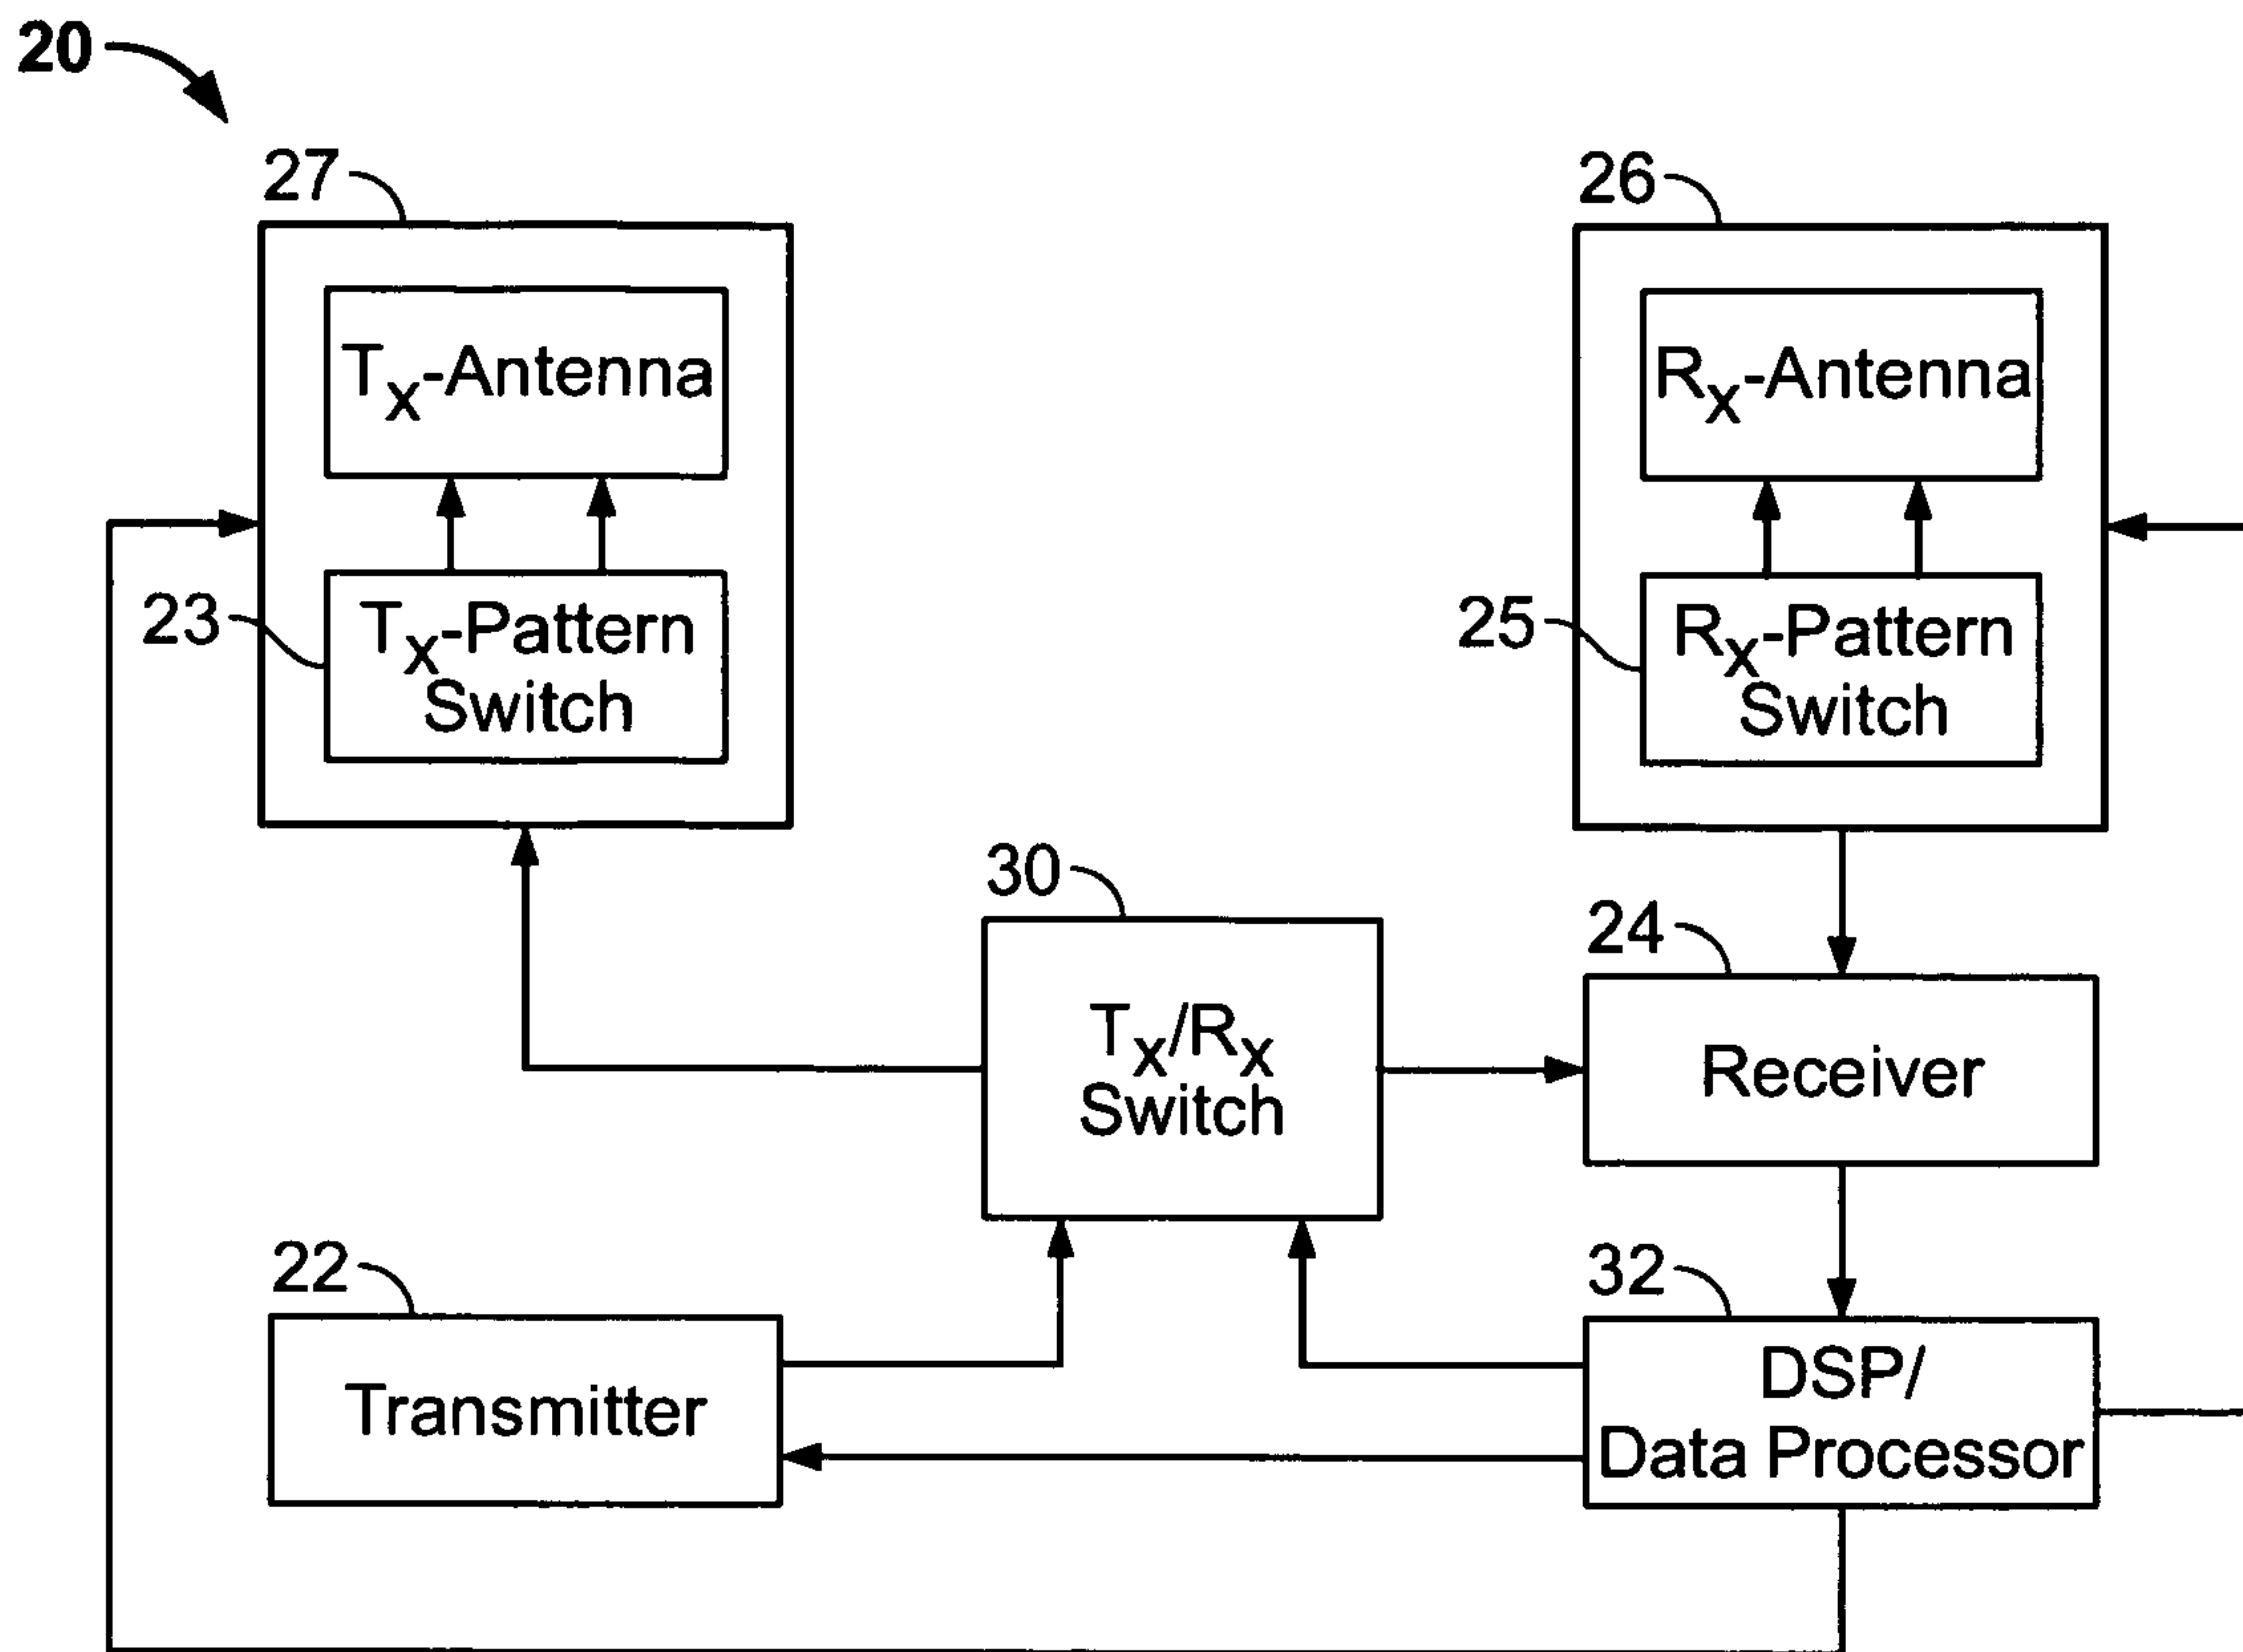 20
27
26
Tx-Antenna
Rx-Antenna
23
Tx-Pattern
Switch
25
Rx-Pattern
Switch
30
Tx/Rx
Switch
24
Receiver
22
Transmitter
32
DSP/
Data Processor